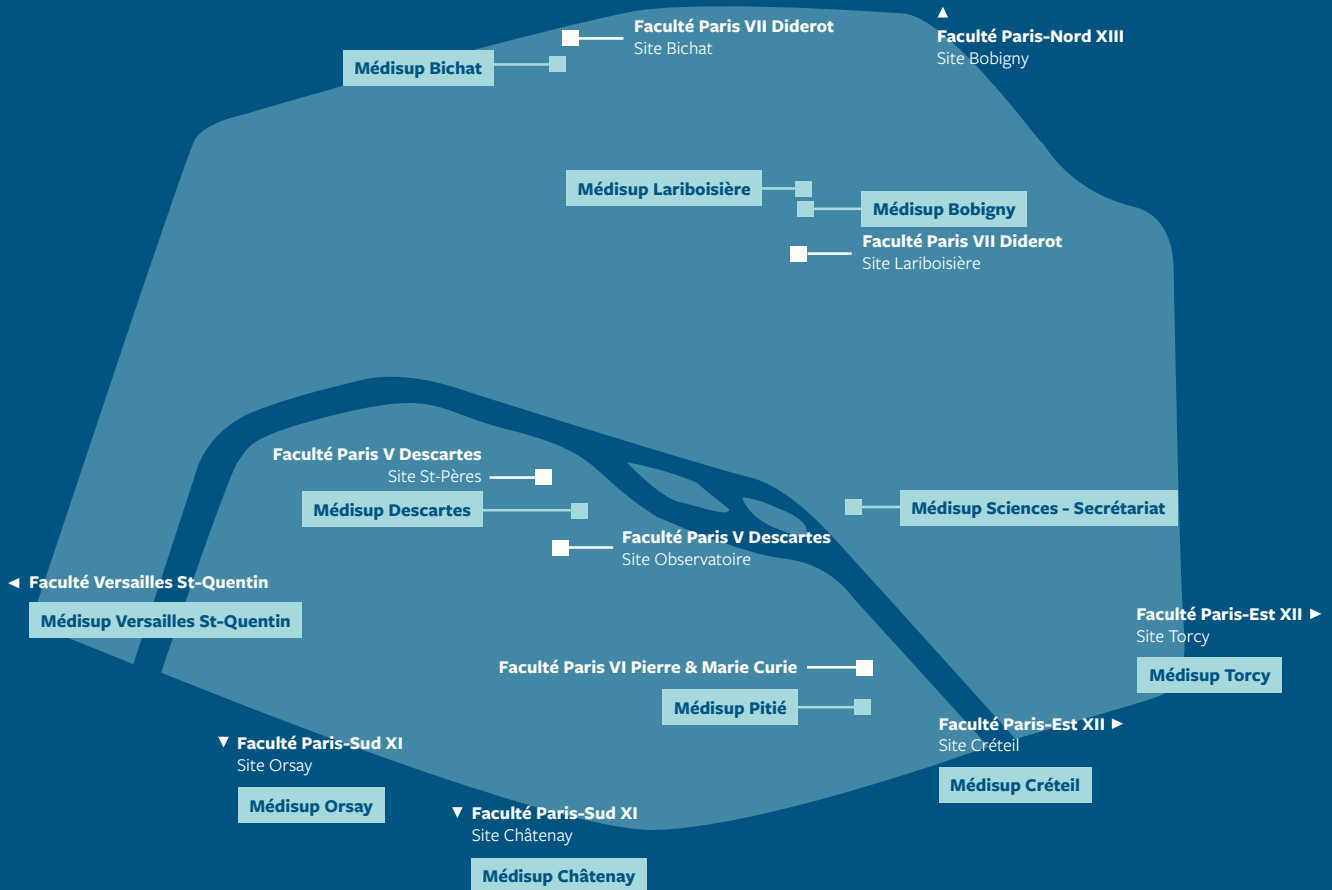 Faculté Paris VII Diderot
Site Bichat
Médisup Bichat
Faculté Paris-Nord XIII
Site Bobigny
Médisup Lariboisière
Médisup Bobigny
Faculté Paris VII Diderot
Site Lariboisière
Faculté Paris V Descartes
Site St-Pères
Médisup Descartes
Médisup Sciences - Secrétariat
Faculté Paris V Descartes
Site Observatoire
Faculté Versailles St-Quentin
Médisup Versailles St-Quentin
Faculté Paris-Est XII
Site Torcy
Médisup Torcy
Faculté Paris VI Pierre & Marie Curie
Médisup Pitié
Faculté Paris-Est XII
Site Créteil
Médisup Créteil
Faculté Paris-Sud XI
Site Orsay
Médisup Orsay
Faculté Paris-Sud XI
Site Châtenay
Médisup Châtenay